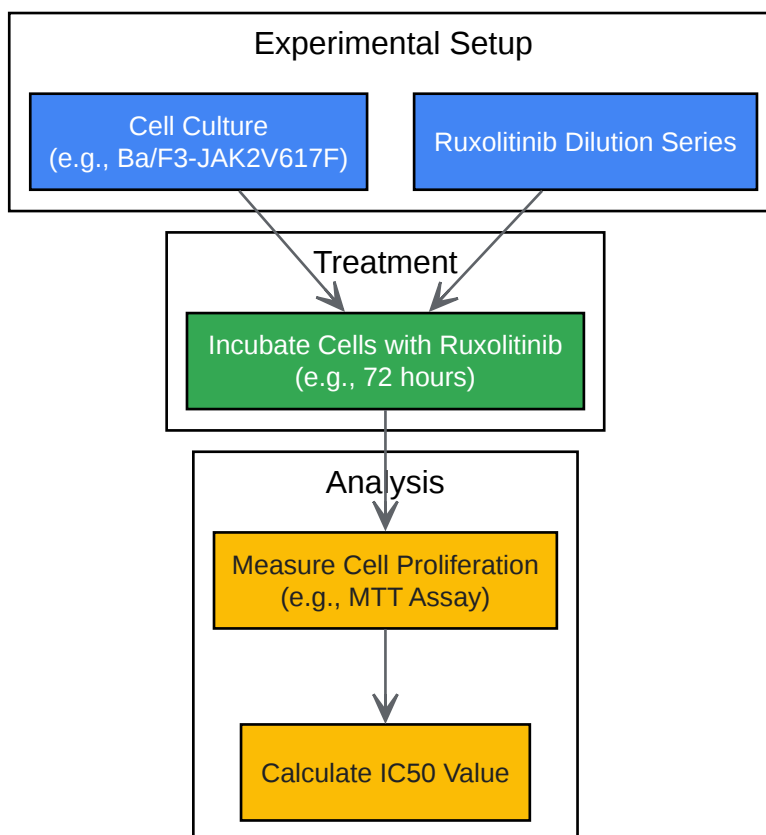 Experimental Setup
Cell Culture
(e.g., Ba/F3-JAK2V617F)
Ruxolitinib Dilution Series
Treatment
Incubate Cells with Ruxolitinib
(e.g., 72 hours)
Analysis
Measure Cell Proliferation
(e.g., MTT Assay)
Calculate IC50 Value